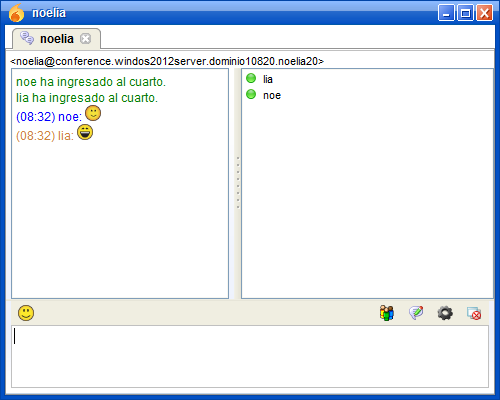 noelia
noelia
<noelia@conference.windos2012server.dominio10820.noelia20>
noe ha ingresado al cuarto.
lia ha ingresado al cuarto.
(08:32) noe:
(08:32) lia:
lia
noe